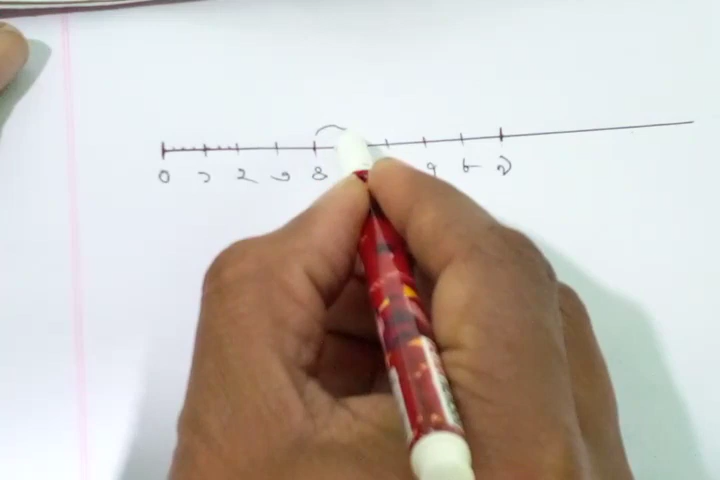 ০ ১ ২ ৩ ৪ ৭ ৮ ৯